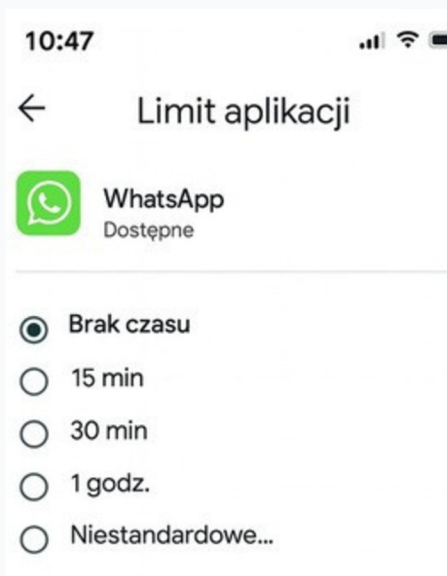 10:47
Limit aplikacji
WhatsApp
Dostępne
Brak czasu
15 min
30 min
1 godz.
Niestandardowe...